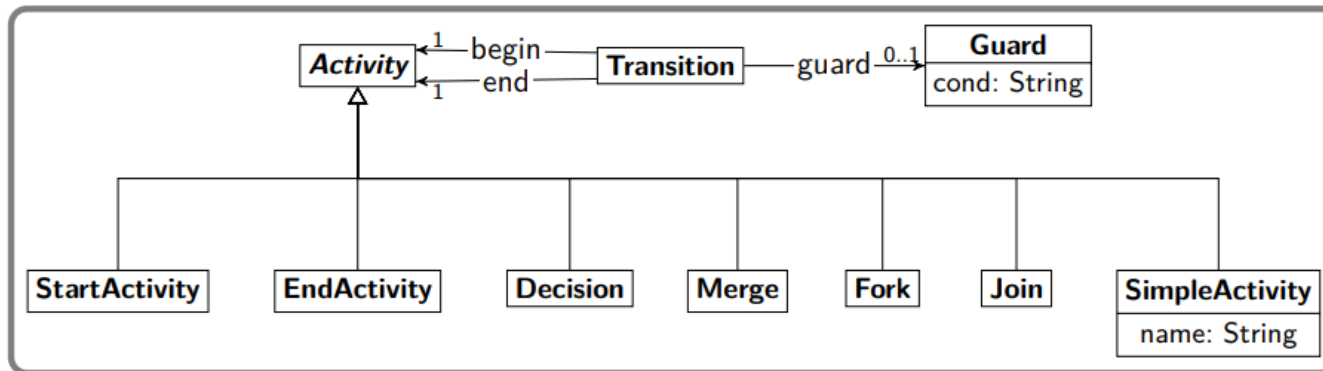 Activity
1
begin
end
1
Transition
guard
0..1
Guard
cond: String
StartActivity
EndActivity
Decision
Merge
Fork
Join
SimpleActivity
name: String